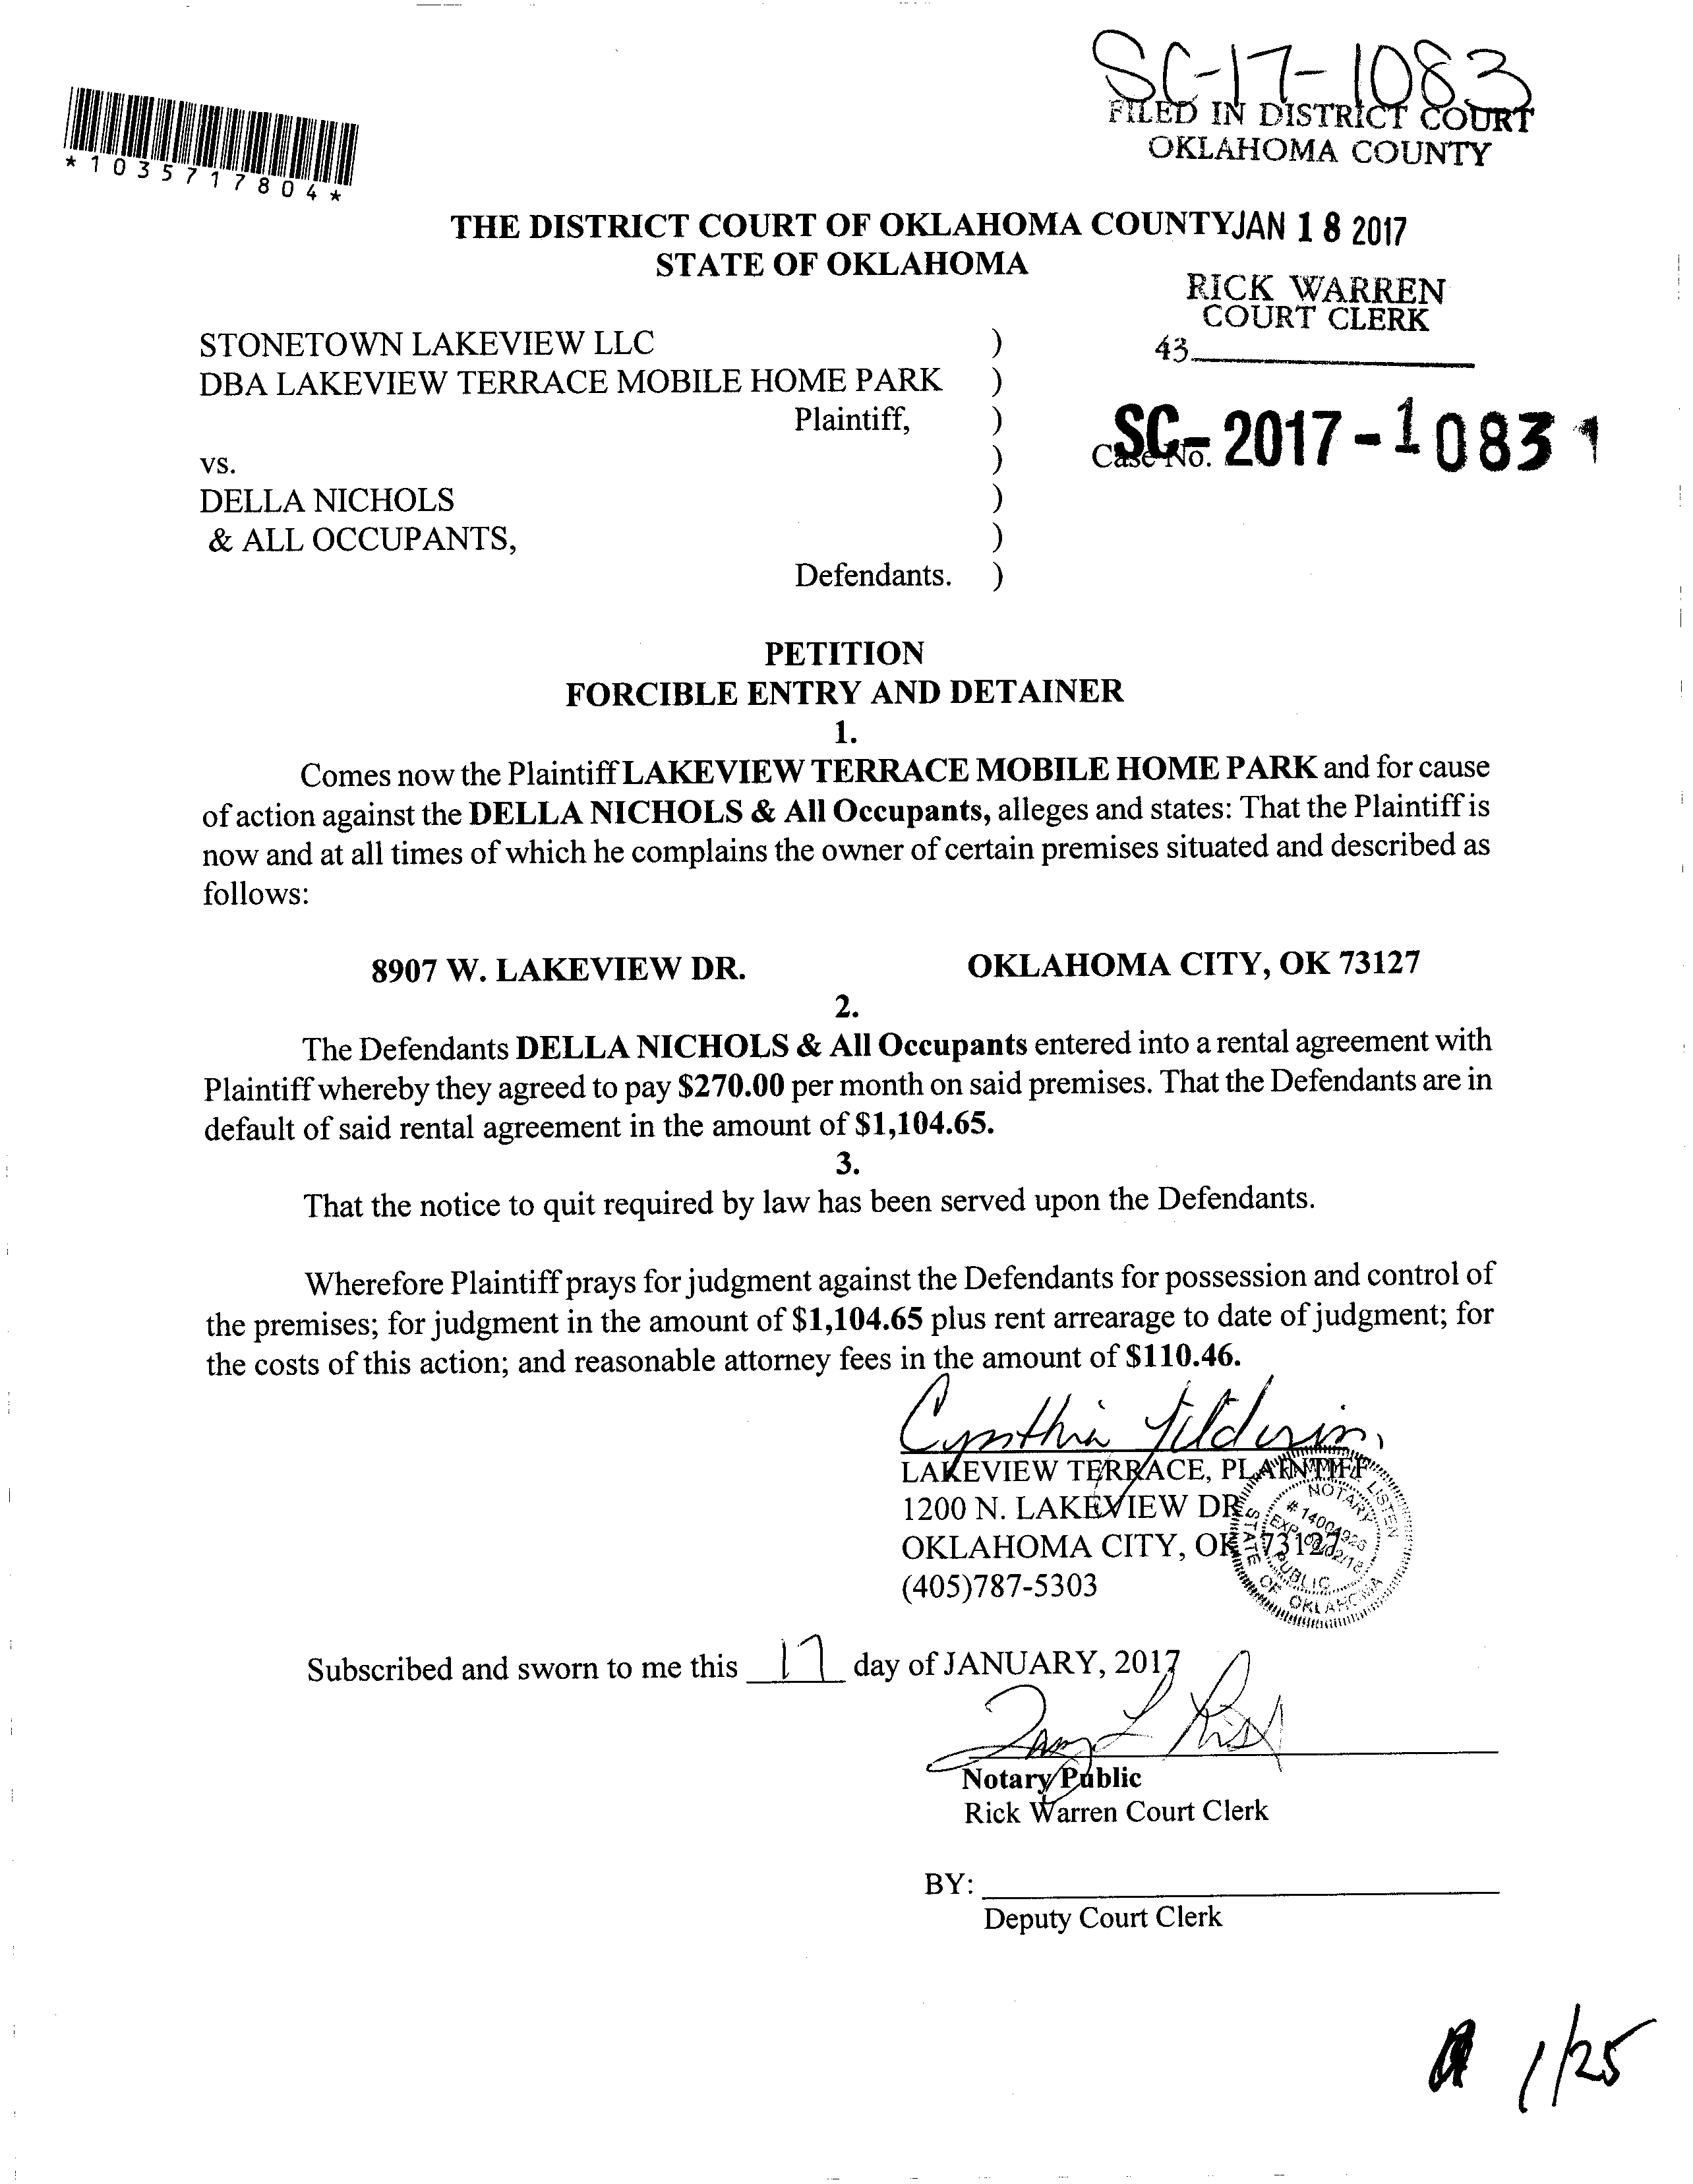 SC-17-1083
FILED IN DISTRICT COURT
OKLAHOMA COUNTY
*1035717804*
THE DISTRICT COURT OF OKLAHOMA COUNTY JAN 18 2017
STATE OF OKLAHOMA
RICK WARREN
COURT CLERK
43
STONETOWN LAKEVIEW LLC )
DBA LAKEVIEW TERRACE MOBILE HOME PARK )
Plaintiff, )
vs. )
Case No. SC-2017-1083 1
DELLA NICHOLS )
& ALL OCCUPANTS, )
Defendants. )
PETITION
FORCIBLE ENTRY AND DETAINER
1.
Comes now the Plaintiff LAKEVIEW TERRACE MOBILE HOME PARK and for cause
of action against the DELLA NICHOLS & All Occupants, alleges and states: That the Plaintiff is
now and at all times of which he complains the owner of certain premises situated and described as
follows:
8907 W. LAKEVIEW DR. OKLAHOMA CITY, OK 73127
2.
The Defendants DELLA NICHOLS & All Occupants entered into a rental agreement with
Plaintiff whereby they agreed to pay $270.00 per month on said premises. That the Defendants are in
default of said rental agreement in the amount of $1,104.65.
3.
That the notice to quit required by law has been served upon the Defendants.
Wherefore Plaintiff prays for judgment against the Defendants for possession and control of
the premises; for judgment in the amount of $1,104.65 plus rent arrearage to date of judgment; for
the costs of this action; and reasonable attorney fees in the amount of $110.46.
Cynthia
LAKEVIEW TERRACE, PLAINTIFF
1200 N. LAKEVIEW DR
OKLAHOMA CITY, OK 73127
(405)787-5303
NOTARY
# 14004926
EXP.
PUBLIC
STATE OF OKLAHOMA
Subscribed and sworn to me this 17 day of JANUARY, 2017
Notary Public
Rick Warren Court Clerk
BY:
Deputy Court Clerk
1/25